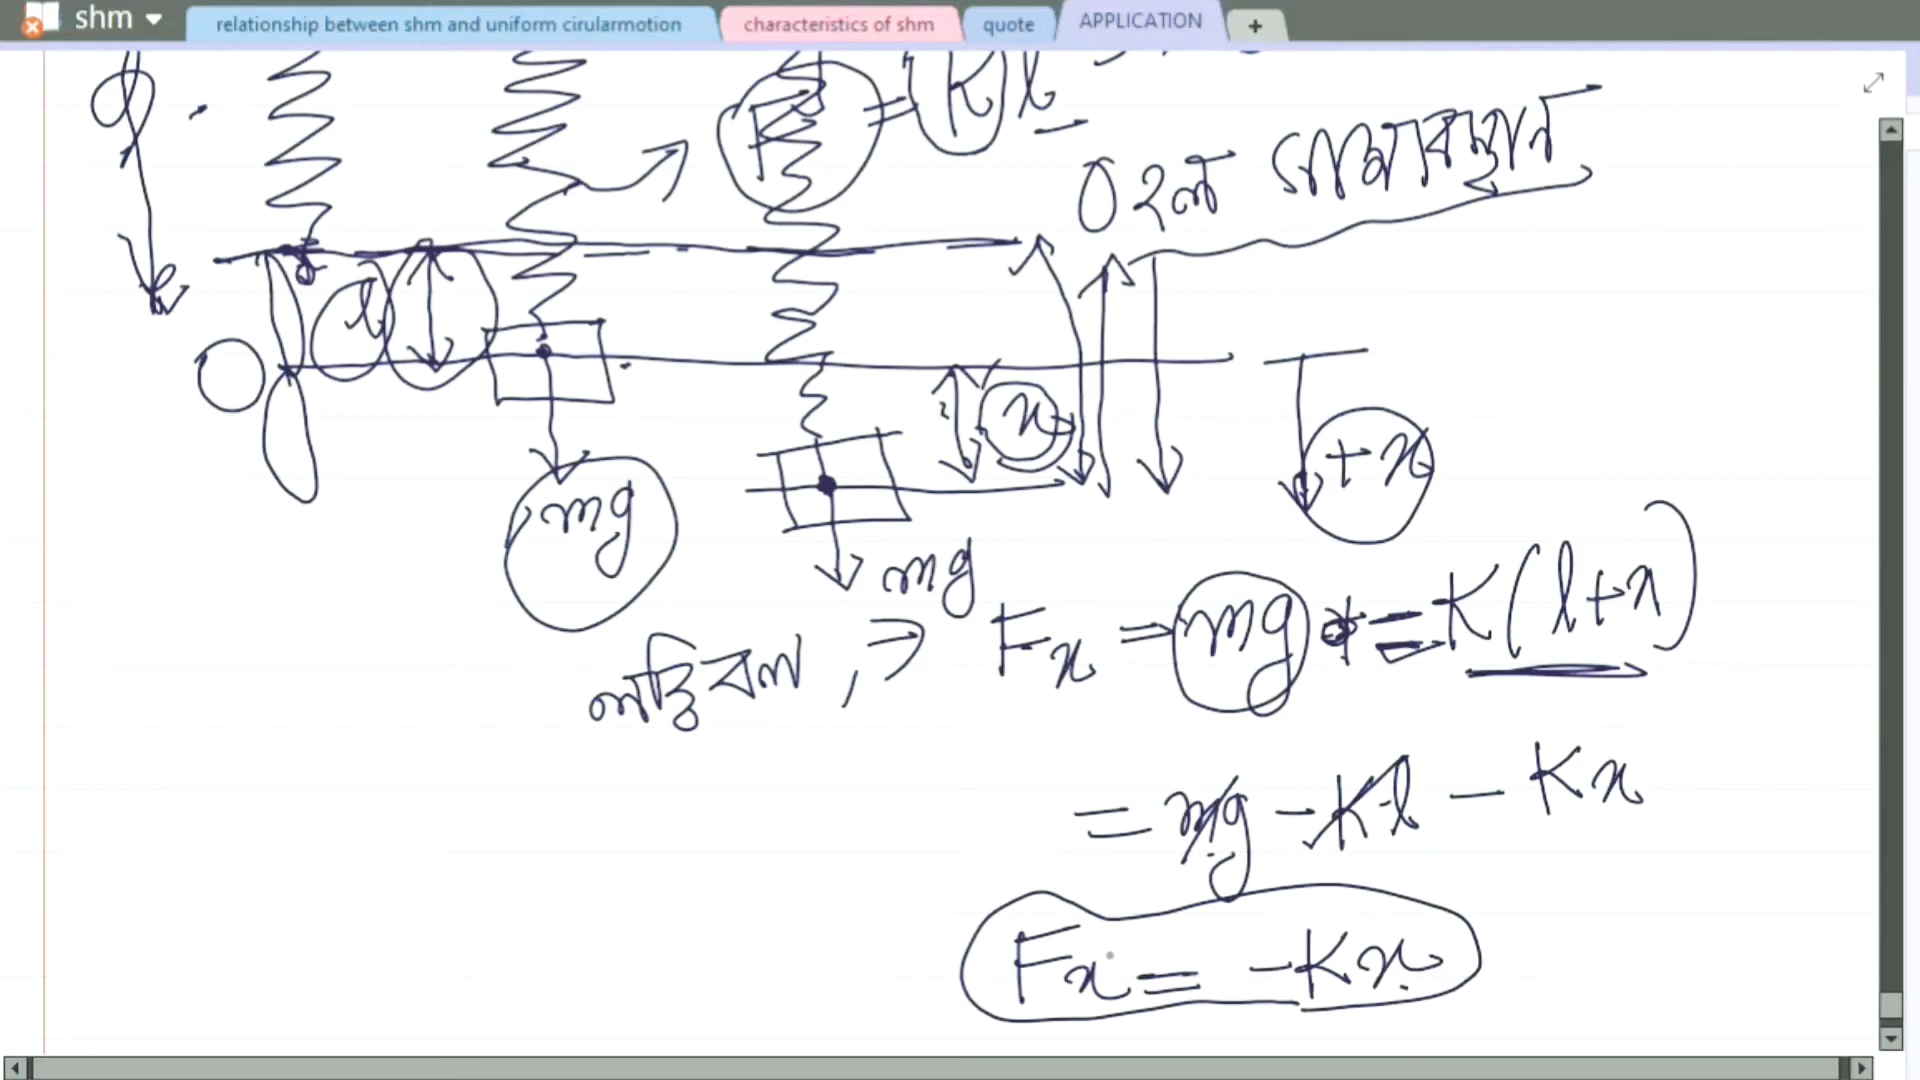 shm
relationship between shm and uniform cirularmotion
characteristics of shm
quote
APPLICATION
+
F = Kl
0 হল সাম্যাবস্থান
l
O
x
+x
mg
mg
লব্ধি বল, ⇒ Fx = mg = K(l+x)
= mg - Kl - Kx
Fx = -Kx